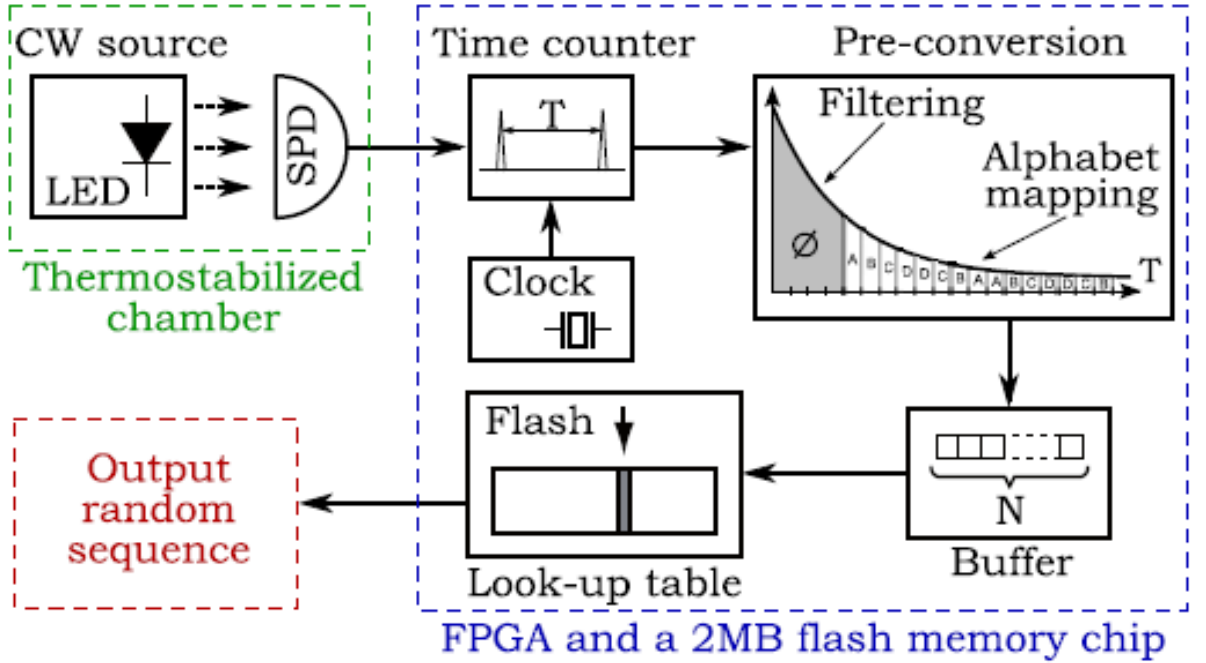 CW source
LED
SPD
Thermostabilized
chamber
Time counter
T
Clock
Pre-conversion
Filtering
Alphabet
mapping
Ø
A B C D D C B A A B C D D C B
T
N
Buffer
Flash
Look-up table
Output
random
sequence
FPGA and a 2MB flash memory chip